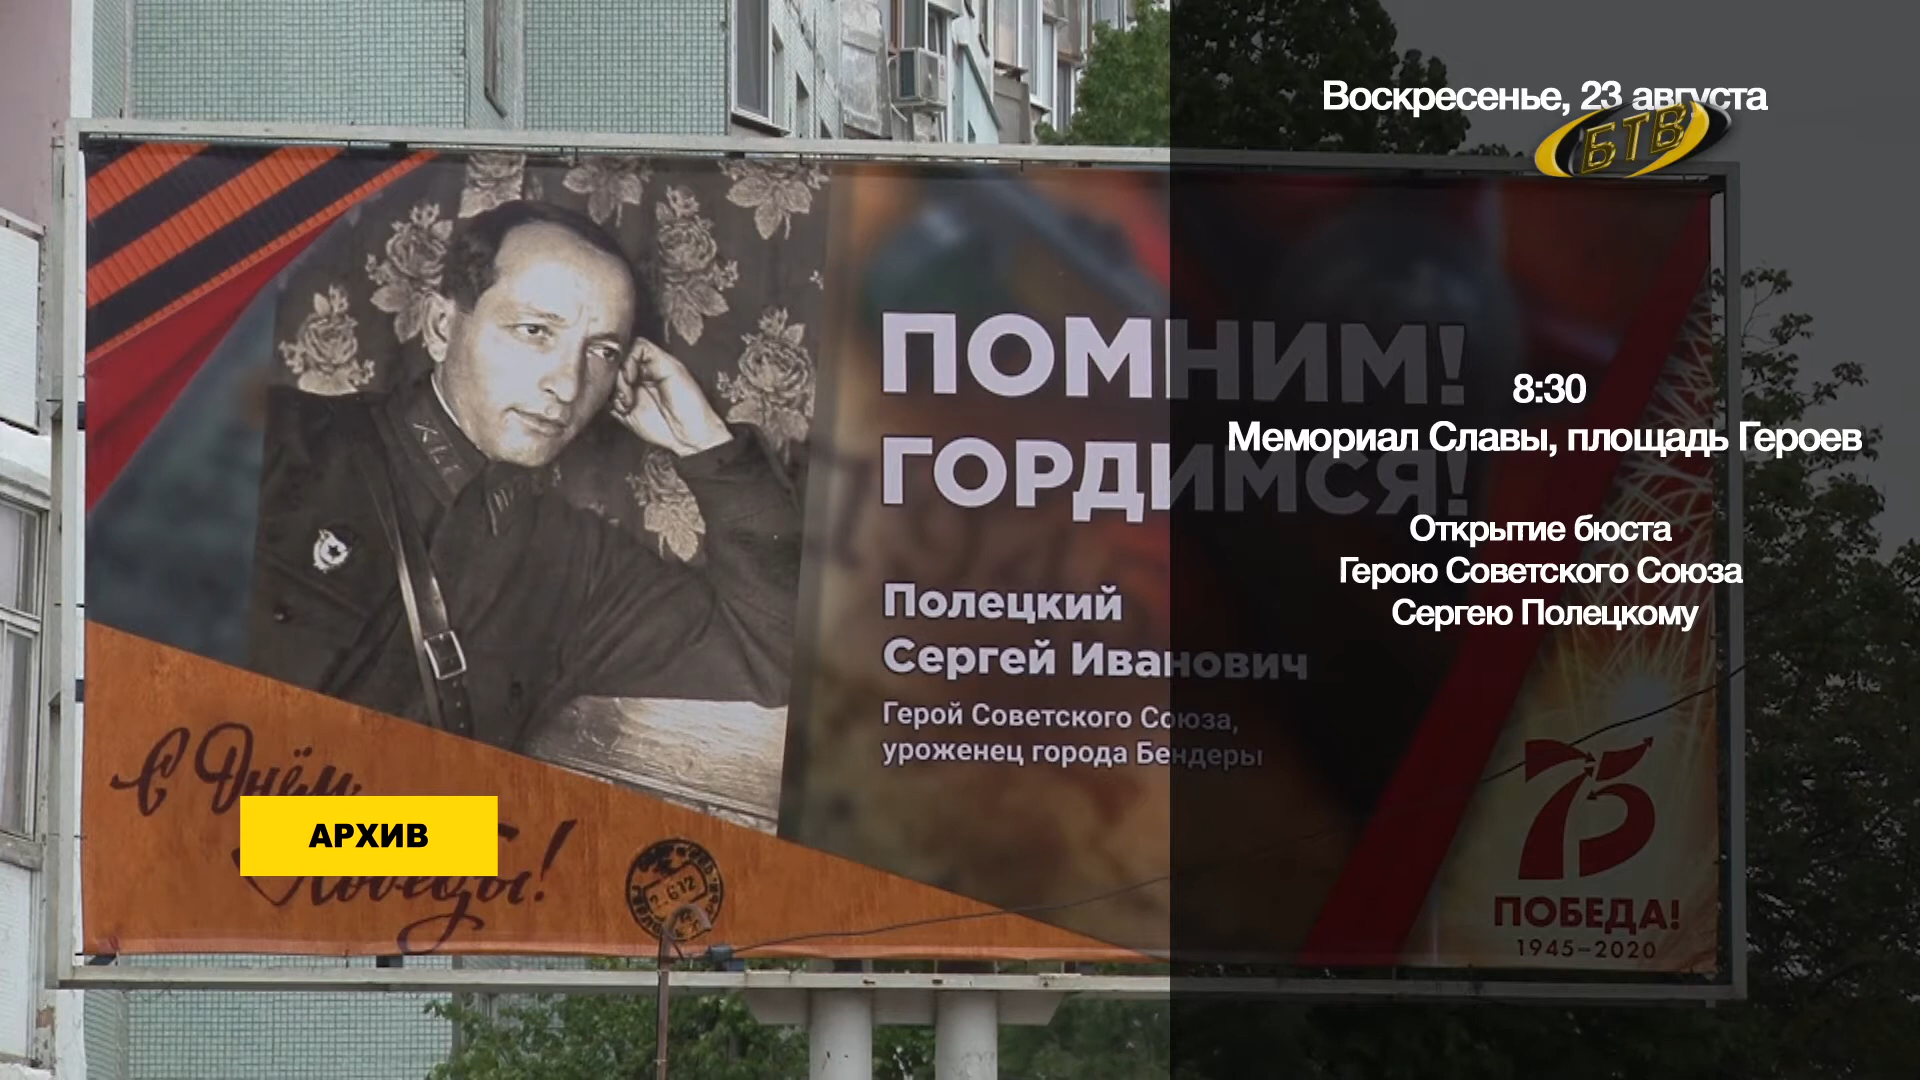 Воскресенье, 23 августа
БТВ
ПОМНИМ!
ГОРДИМСЯ!
8:30
Мемориал Славы, площадь Героев
Открытие бюста
Герою Советского Союза
Сергею Полецкому
Полецкий
Сергей Иванович
Герой Советского Союза,
уроженец города Бендеры
С Днём
Победы!
АРХИВ
75
ПОБЕДА!
1945–2020